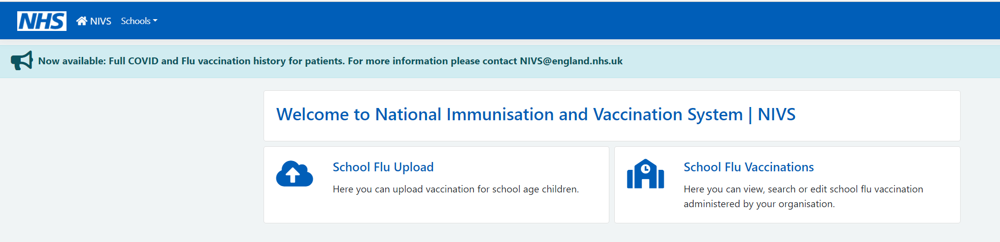 NHS NIVS Schools
Now available: Full COVID and Flu vaccination history for patients. For more information please contact NIVS@england.nhs.uk
Welcome to National Immunisation and Vaccination System | NIVS
School Flu Upload
Here you can upload vaccination for school age children.
School Flu Vaccinations
Here you can view, search or edit school flu vaccination
administered by your organisation.